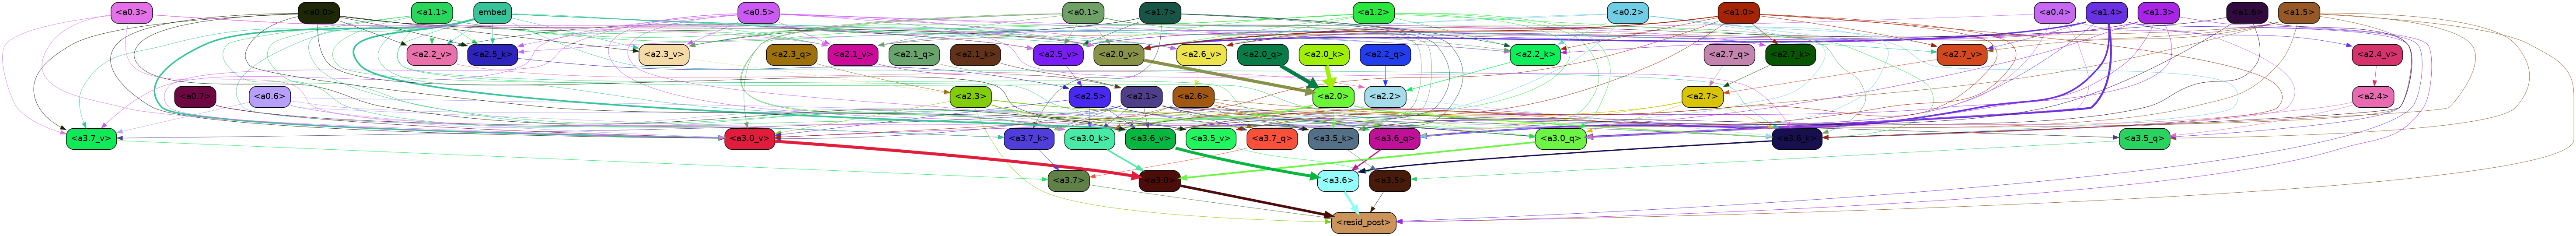 <a0.3> <a0.0> <a1.1> embed <a0.5> <a0.1> <a1.7> <a1.2> <a0.2> <a1.0> <a0.4> <a1.4> <a1.3> <a1.6> <a1.5>
<a2.2_v> <a2.5_k> <a2.3_v> <a2.3_q> <a2.1_v> <a2.1_q> <a2.1_k> <a2.5_v> <a2.0_v> <a2.6_v> <a2.0_q> <a2.0_k> <a2.2_q> <a2.2_k> <a2.7_q> <a2.7_k> <a2.7_v> <a2.4_v>
<a0.7> <a0.6> <a2.3> <a2.5> <a2.1> <a2.6> <a2.0> <a2.2> <a2.7> <a2.4>
<a3.7_v> <a3.0_v> <a3.7_k> <a3.0_k> <a3.6_v> <a3.5_v> <a3.7_q> <a3.5_k> <a3.6_q> <a3.0_q> <a3.6_k> <a3.5_q>
<a3.7> <a3.0> <a3.6> <a3.5>
<resid_post>